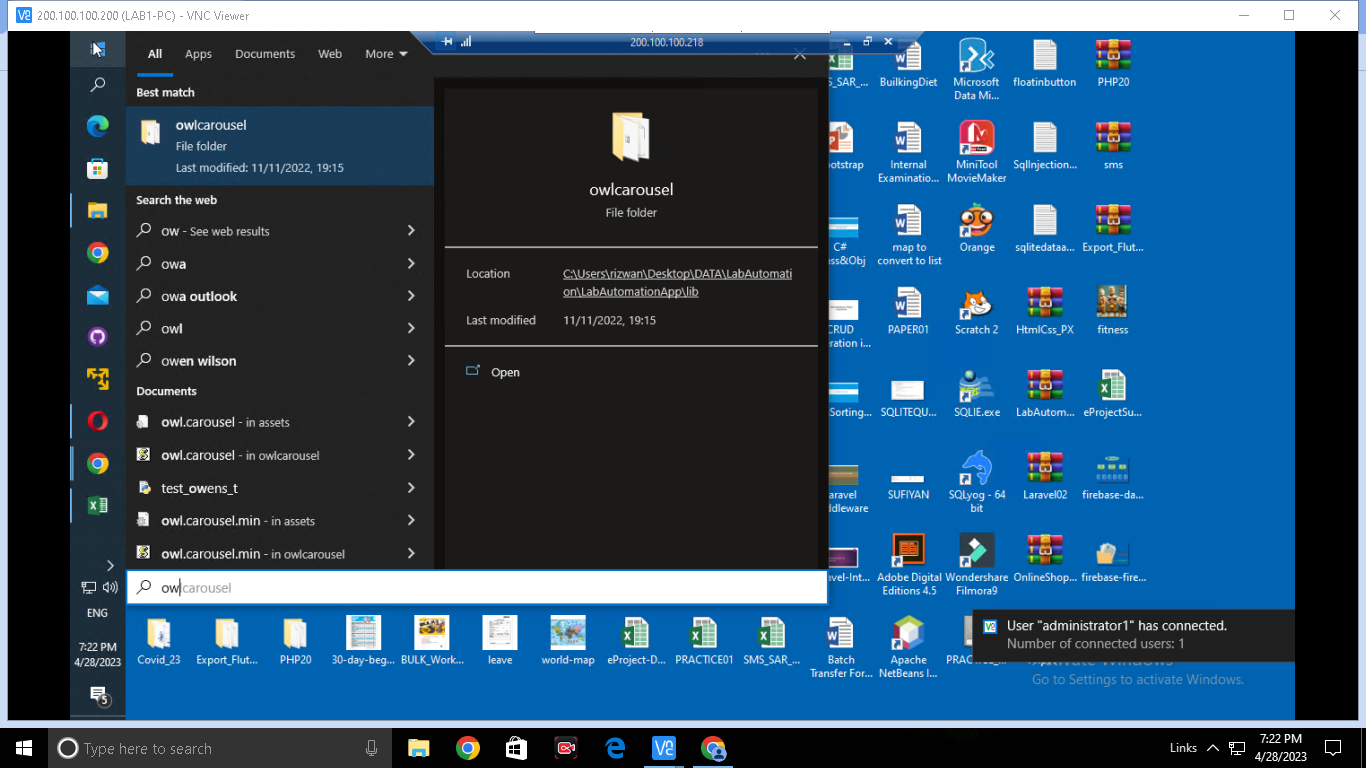 200.100.100.200 (LAB1-PC) - VNC Viewer
200.100.100.218
All
Apps
Documents
Web
More
Best match
owlcarousel
File folder
Last modified: 11/11/2022, 19:15
Search the web
ow - See web results
owa
owa outlook
owl
owen wilson
Documents
owl.carousel - in assets
owl.carousel - in owlcarousel
test_owens_t
owl.carousel.min - in assets
owl.carousel.min - in owlcarousel
owlcarousel
owlcarousel
File folder
Location
C:\Users\rizwan\Desktop\DATA\LabAutomati
on\LabAutomationApp\lib
Last modified
11/11/2022, 19:15
Open
S_SAR_...
BuilkingDiet
Microsoft
Data Mi...
floatinbutton
PHP20
otstrap
Internal
Examinatio...
MiniTool
MovieMaker
SqlInjection...
sms
C#
ass&Obj
map to
convert to list
Orange
sqlitedataa...
Export_Flut...
CRUD
eration i...
PAPER01
Scratch 2
HtmlCss_PX
fitness
Sorting...
SQLITEQU...
SQLIE.exe
LabAutom...
eProjectSu...
aravel
ddleware
SUFIYAN
SQLyog - 64
bit
Laravel02
firebase-da...
avel-Int...
Adobe Digital
Editions 4.5
Wondershare
Filmora9
OnlineShop...
firebase-fire...
Covid_23
Export_Flut...
PHP20
30-day-beg...
BULK_Work...
leave
world-map
eProject-D...
PRACTICE01
SMS_SAR_...
Batch
Transfer For...
Apache
NetBeans I...
User "administrator1" has connected.
Number of connected users: 1
Activate Windows
Go to Settings to activate Windows.
ENG
7:22 PM
4/28/2023
5
Type here to search
Links
7:22 PM
4/28/2023